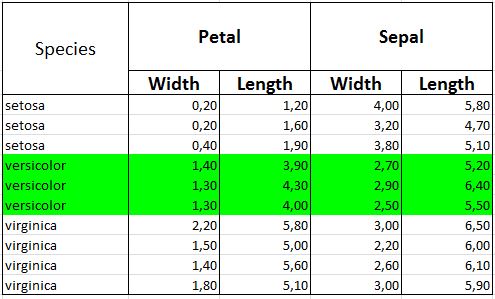 Species Petal Sepal
Width Length Width Length
setosa 0,20 1,20 4,00 5,80
setosa 0,20 1,60 3,20 4,70
setosa 0,40 1,90 3,80 5,10
versicolor 1,40 3,90 2,70 5,20
versicolor 1,30 4,30 2,90 6,40
versicolor 1,30 4,00 2,50 5,50
virginica 2,20 5,80 3,00 6,50
virginica 1,50 5,00 2,20 6,00
virginica 1,40 5,60 2,60 6,10
virginica 1,80 5,10 3,00 5,90